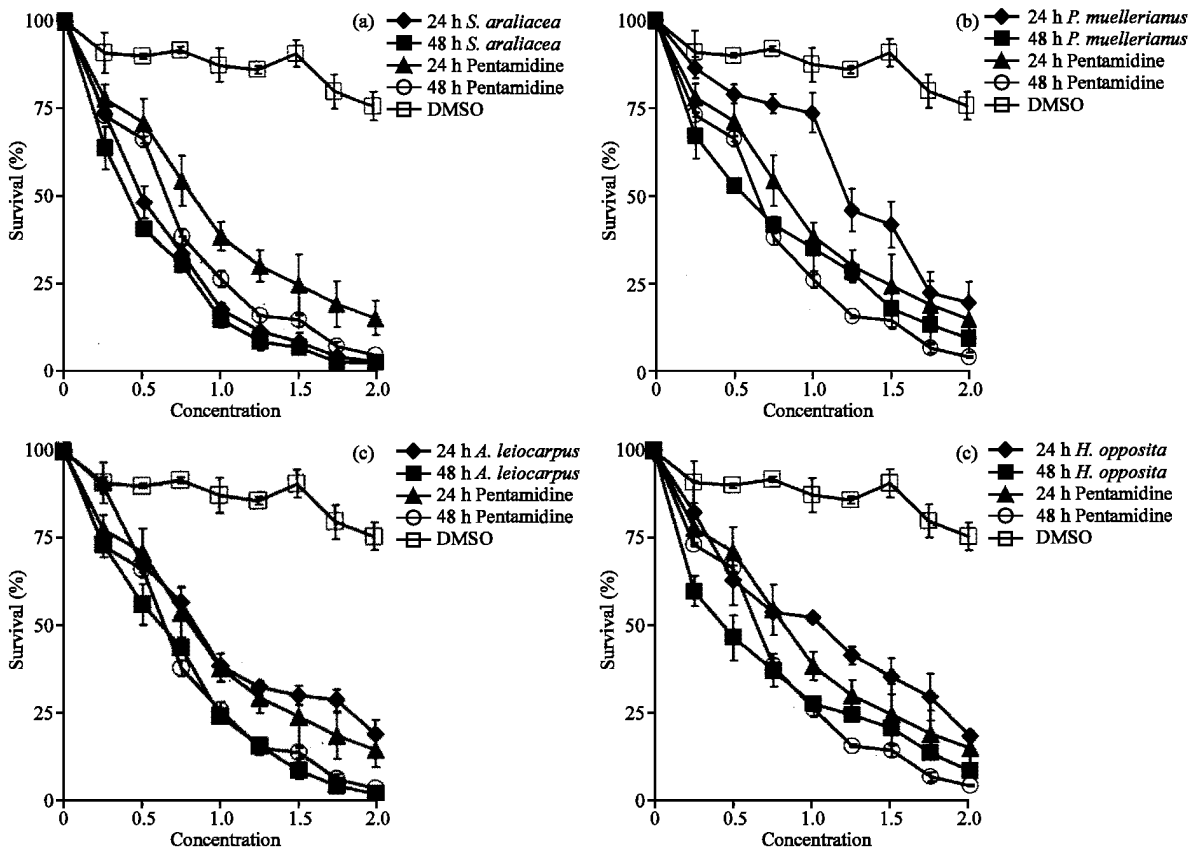 (a)
24 h S. araliacea
48 h S. araliacea
24 h Pentamidine
48 h Pentamidine
DMSO
100
75
50
25
0
Survival (%)
0 0.5 1.0 1.5 2.0
Concentration
(b)
24 h P. muellerianus
48 h P. muellerianus
24 h Pentamidine
48 h Pentamidine
DMSO
100
75
50
25
0
Survival (%)
0 0.5 1.0 1.5 2.0
Concentration
(c)
24 h A. leiocarpus
48 h A. leiocarpus
24 h Pentamidine
48 h Pentamidine
DMSO
100
75
50
25
0
Survival (%)
0 0.5 1.0 1.5 2.0
Concentration
(c)
24 h H. opposita
48 h H. opposita
24 h Pentamidine
48 h Pentamidine
DMSO
100
75
50
25
0
Survival (%)
0 0.5 1.0 1.5 2.0
Concentration